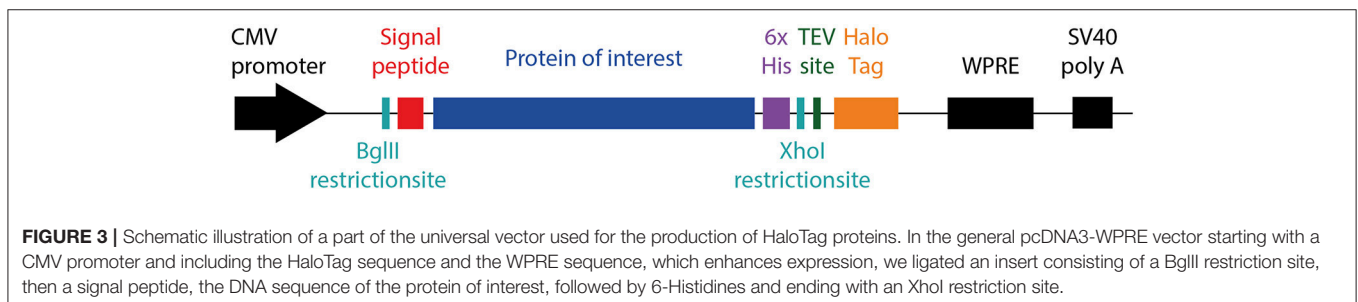 CMV
promoter
Signal
peptide
Protein of interest
6x
His
TEV
site
Halo
Tag
WPRE
SV40
poly A
BglII
restrictionsite
XhoI
restrictionsite
FIGURE 3 | Schematic illustration of a part of the universal vector used for the production of HaloTag proteins. In the general pcDNA3-WPRE vector starting with a
CMV promoter and including the HaloTag sequence and the WPRE sequence, which enhances expression, we ligated an insert consisting of a BglII restriction site,
then a signal peptide, the DNA sequence of the protein of interest, followed by 6-Histidines and ending with an XhoI restriction site.